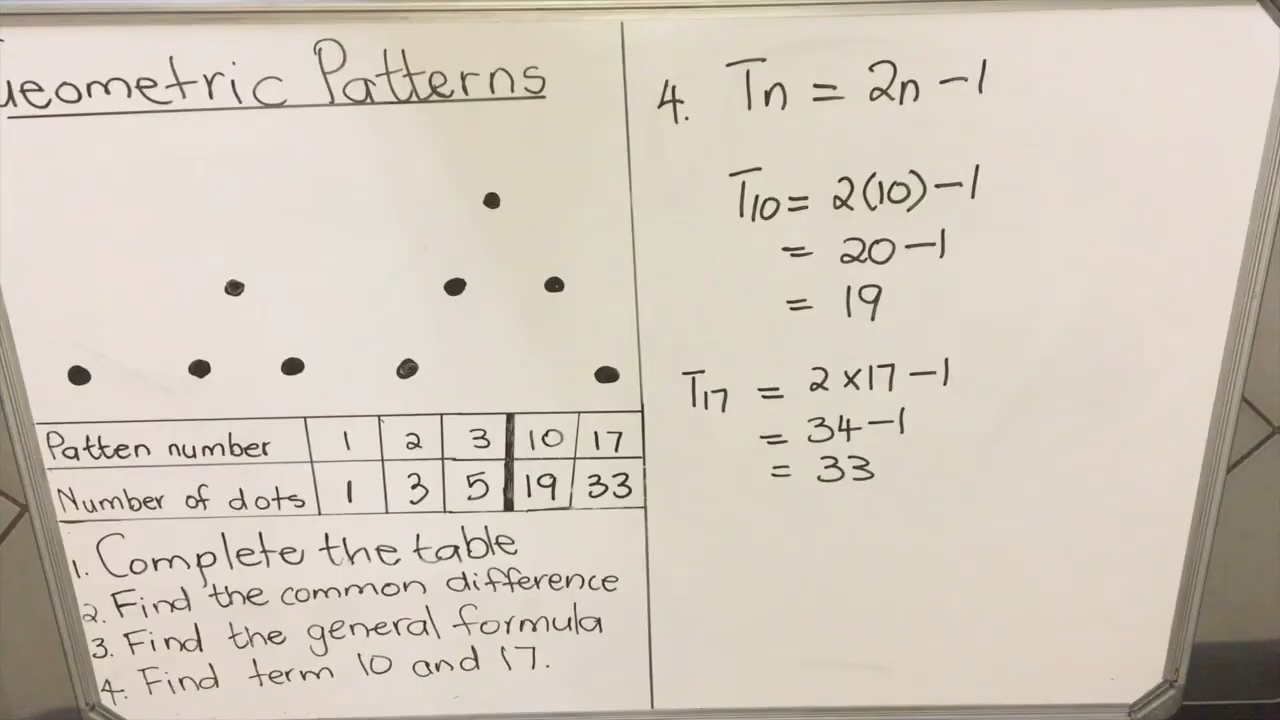 Geometric Patterns
Patten number 1 2 3 10 17
Number of dots 1 3 5 19 33
1. Complete the table
2. Find the common difference
3. Find the general formula
4. Find term 10 and 17.
4. Tn = 2n - 1
T10 = 2(10) - 1
= 20 - 1
= 19
T17 = 2 × 17 - 1
= 34 - 1
= 33